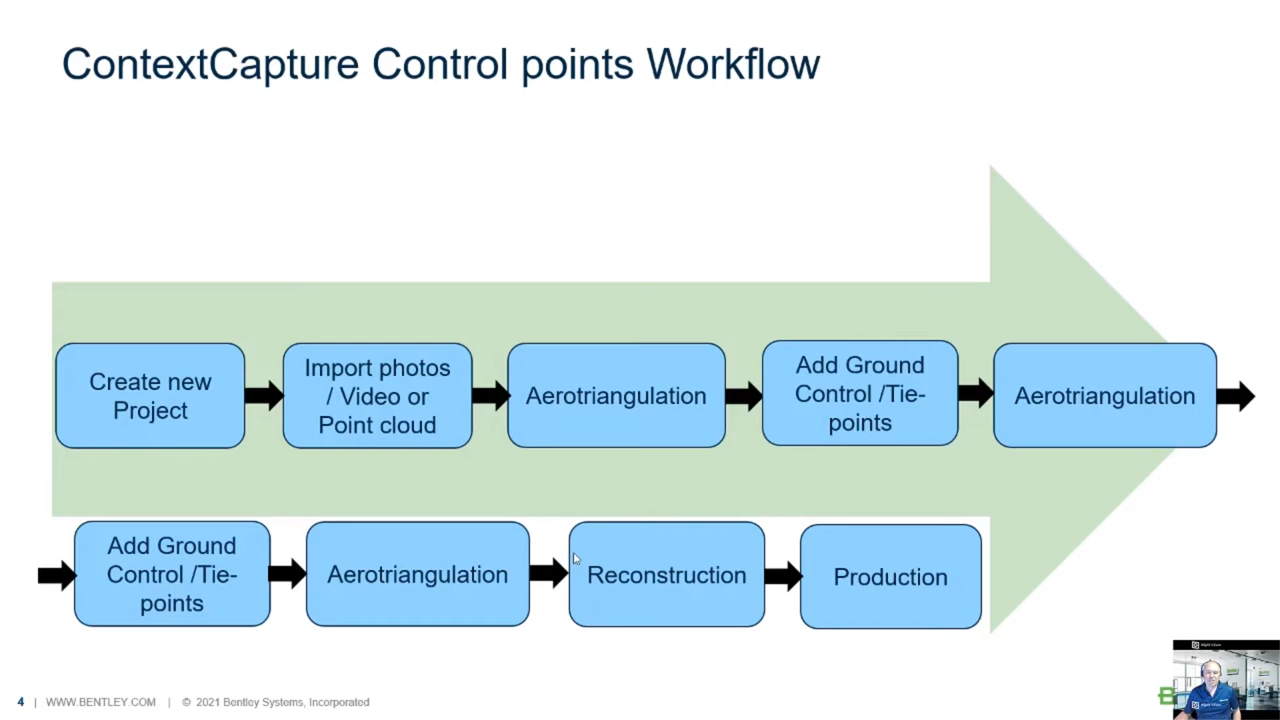 ContextCapture Control points Workflow
Create new
Project
Import photos
/ Video or
Point cloud
Aerotriangulation
Add Ground
Control /Tie-
points
Aerotriangulation
Add Ground
Control /Tie-
points
Aerotriangulation
Reconstruction
Production
4 | WWW.BENTLEY.COM | © 2021 Bentley Systems, Incorporated